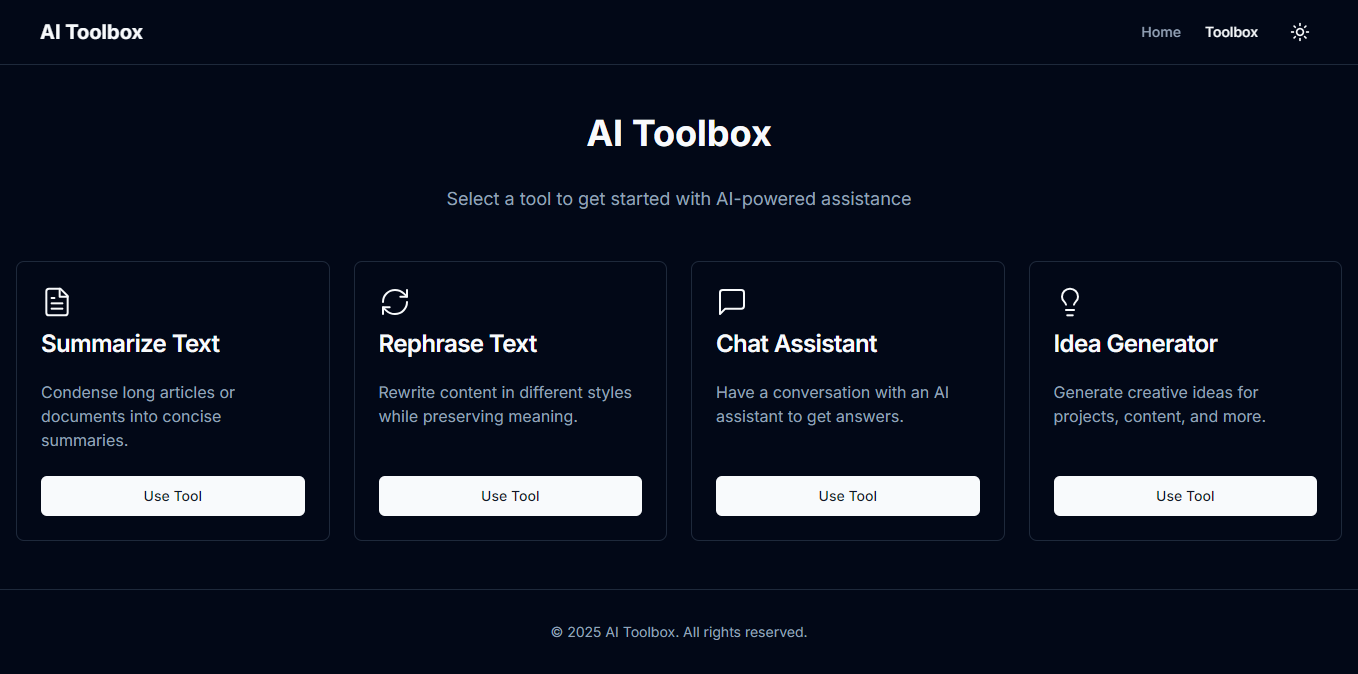 AI Toolbox
Home
Toolbox
AI Toolbox
Select a tool to get started with AI-powered assistance
Summarize Text
Condense long articles or
documents into concise
summaries.
Use Tool
Rephrase Text
Rewrite content in different styles
while preserving meaning.
Use Tool
Chat Assistant
Have a conversation with an AI
assistant to get answers.
Use Tool
Idea Generator
Generate creative ideas for
projects, content, and more.
Use Tool
© 2025 AI Toolbox. All rights reserved.